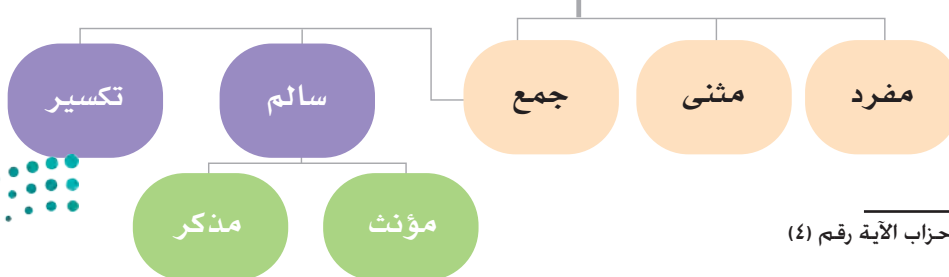 مفرد
مثنى
جمع
سالم
تكسير
مؤنث
مذكر
حزاب الآية رقم (٤)